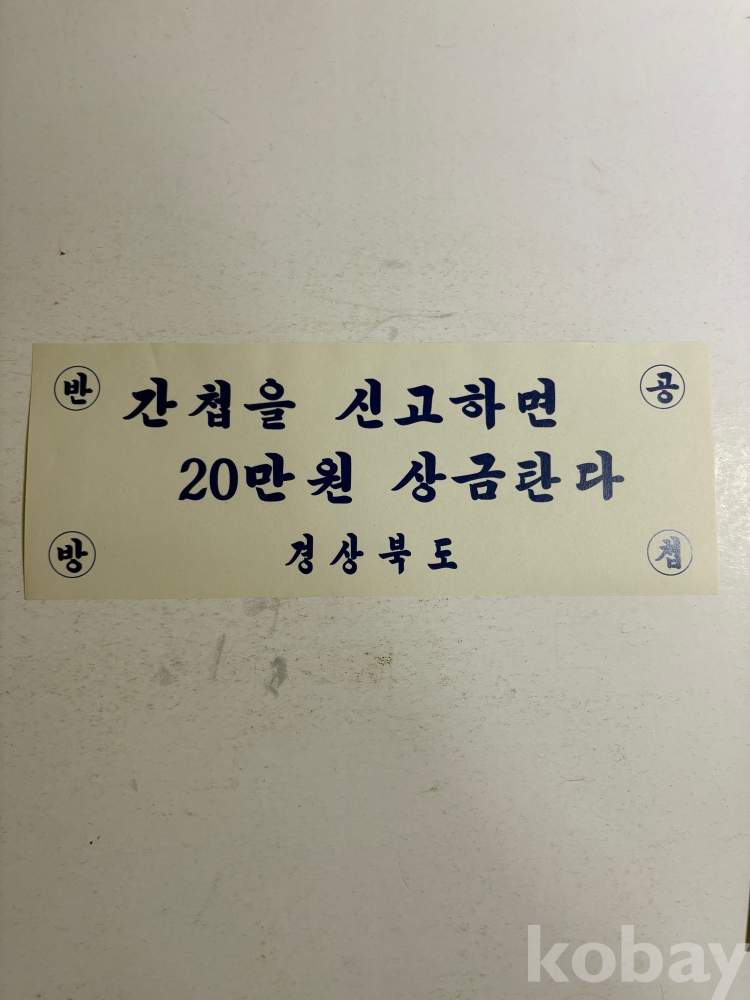 반 공
간첩을 신고하면
20만원 상금탄다
방 첩
경상북도
kobay